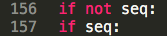 156 if not seq:
157 if seq: